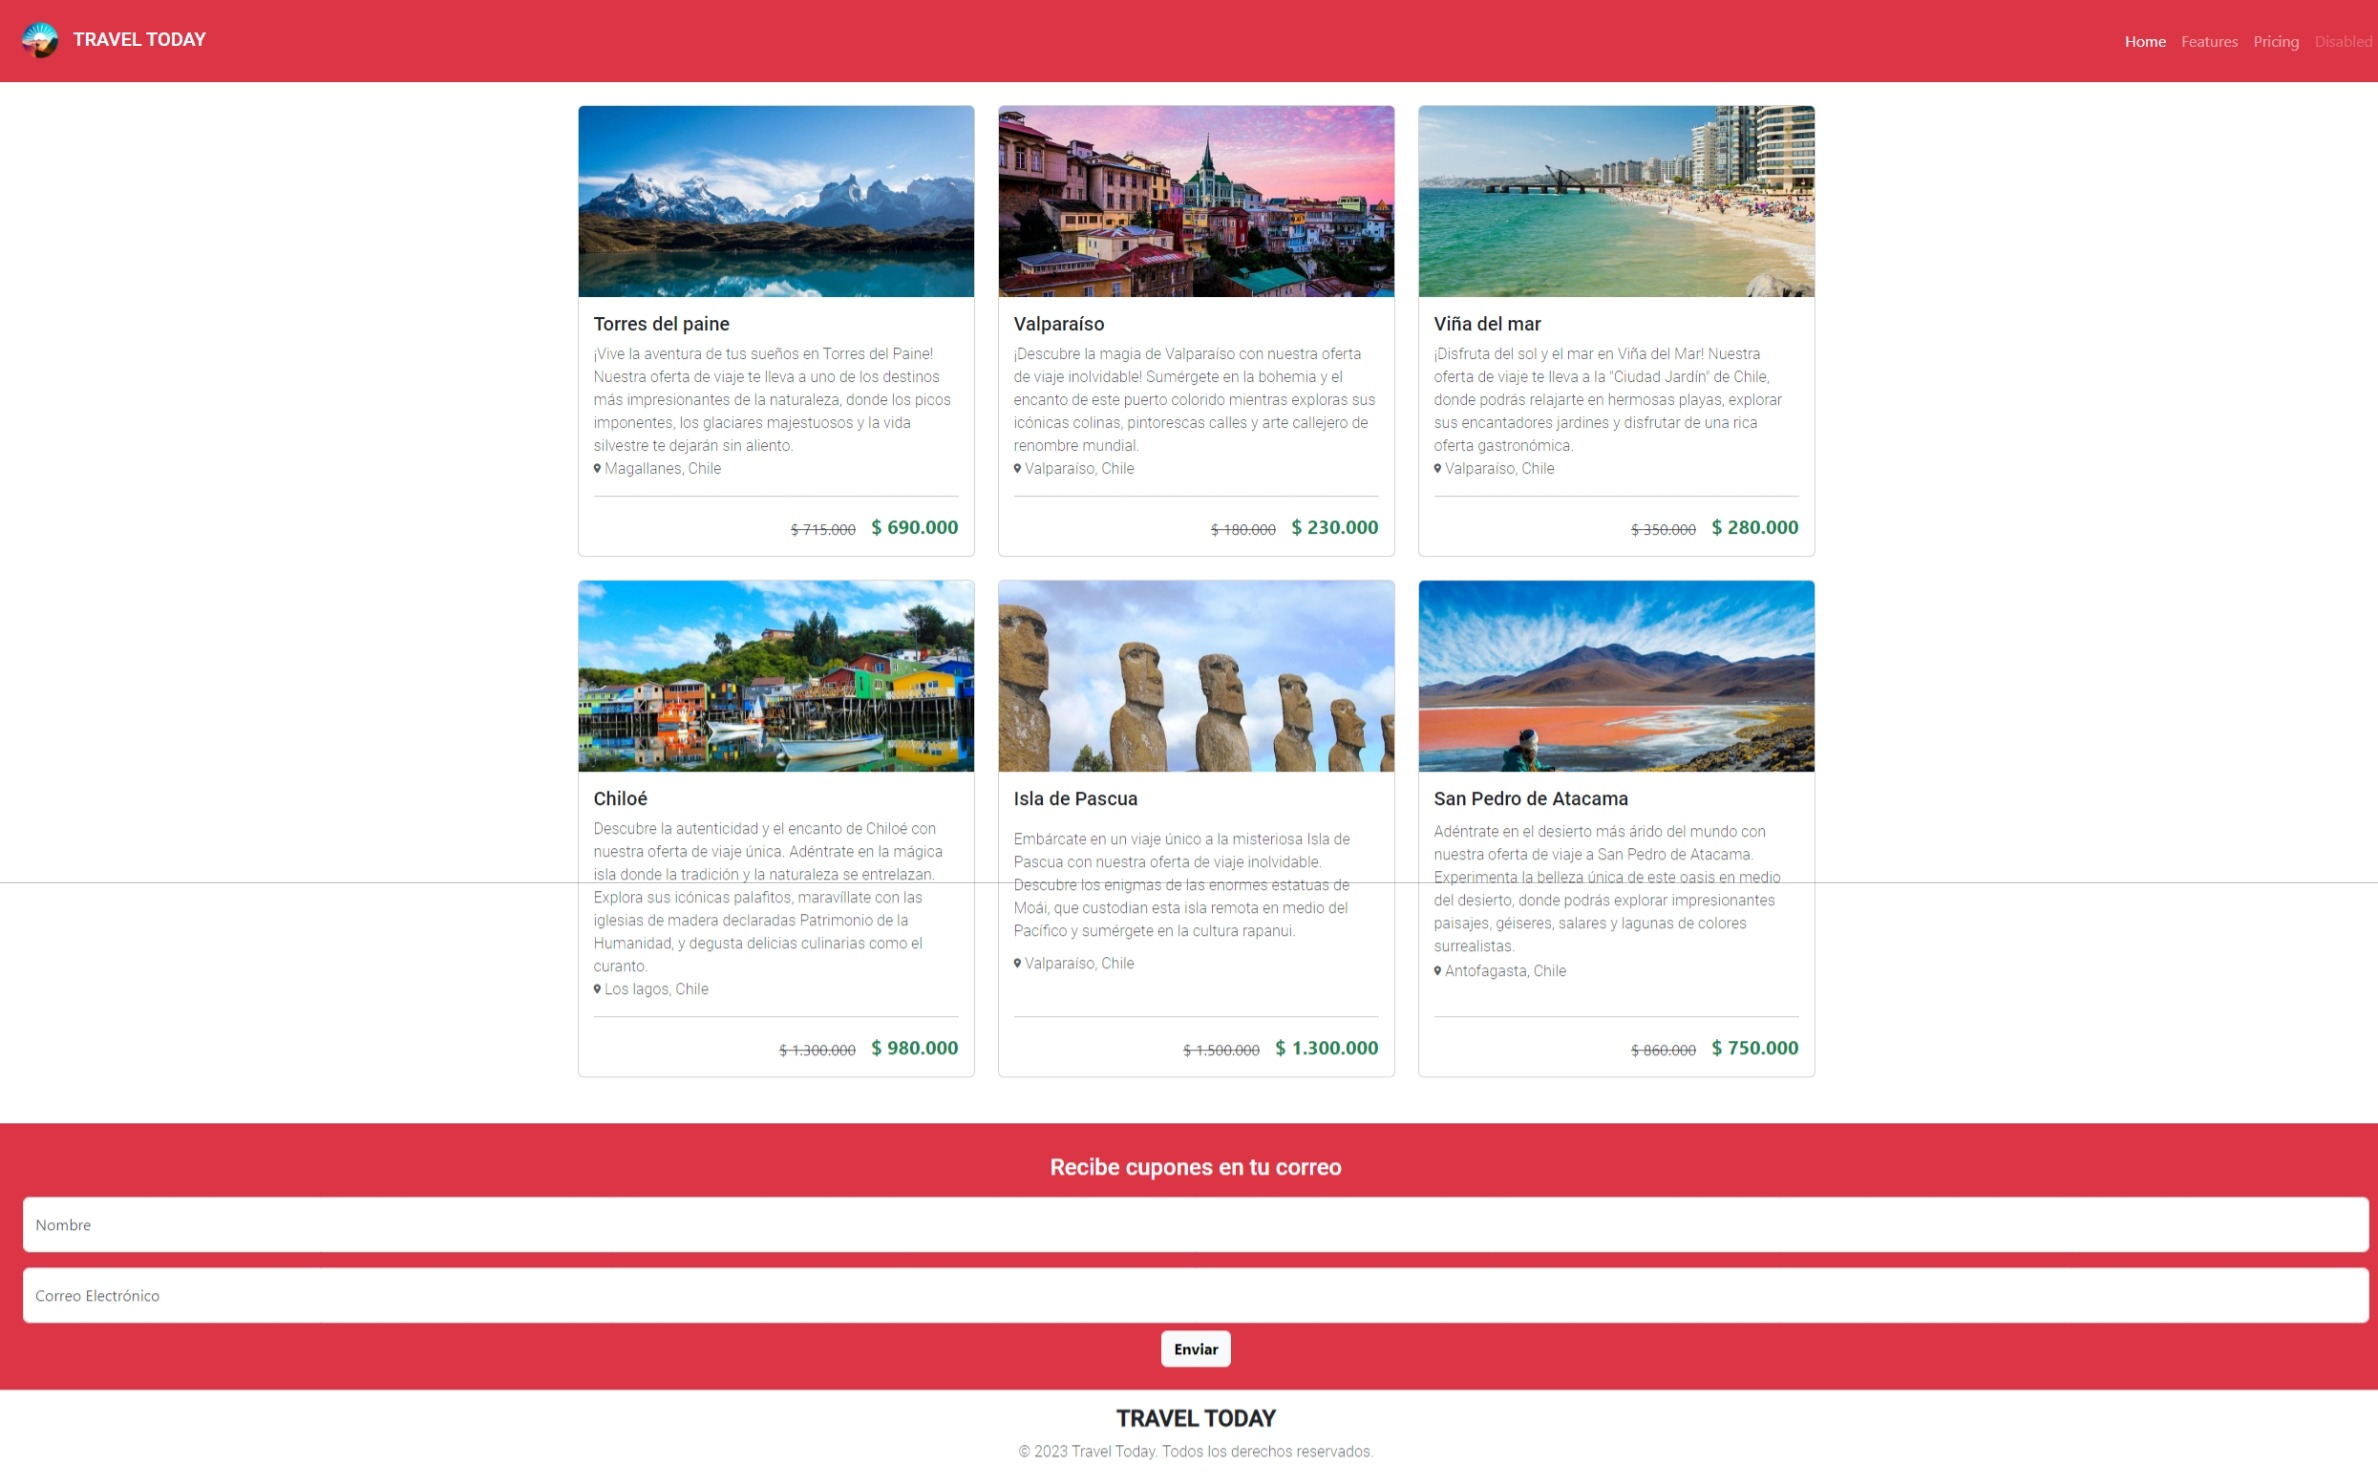 TRAVEL TODAY
Home Features Pricing Disabled
Torres del paine
¡Vive la aventura de tus sueños en Torres del Paine!
Nuestra oferta de viaje te lleva a uno de los destinos
más impresionantes de la naturaleza, donde los picos
imponentes, los glaciares majestuosos y la vida
silvestre te dejarán sin aliento.
Magallanes, Chile
$ 715.000 $ 690.000
Valparaíso
¡Descubre la magia de Valparaíso con nuestra oferta
de viaje inolvidable! Sumérgete en la bohemia y el
encanto de este puerto colorido mientras exploras sus
icónicas colinas, pintorescas calles y arte callejero de
renombre mundial.
Valparaíso, Chile
$ 180.000 $ 230.000
Viña del mar
¡Disfruta del sol y el mar en Viña del Mar! Nuestra
oferta de viaje te lleva a la "Ciudad Jardín" de Chile,
donde podrás relajarte en hermosas playas, explorar
sus encantadores jardines y disfrutar de una rica
oferta gastronómica.
Valparaíso, Chile
$ 350.000 $ 280.000
Chiloé
Descubre la autenticidad y el encanto de Chiloé con
nuestra oferta de viaje única. Adéntrate en la mágica
isla donde la tradición y la naturaleza se entrelazan.
Explora sus icónicas palafitos, maravíllate con las
iglesias de madera declaradas Patrimonio de la
Humanidad, y degusta delicias culinarias como el
curanto.
Los lagos, Chile
$ 1.300.000 $ 980.000
Isla de Pascua
Embárcate en un viaje único a la misteriosa Isla de
Pascua con nuestra oferta de viaje inolvidable.
Descubre los enigmas de las enormes estatuas de
Moái, que custodian esta isla remota en medio del
Pacífico y sumérgete en la cultura rapanui.
Valparaíso, Chile
$ 1.500.000 $ 1.300.000
San Pedro de Atacama
Adéntrate en el desierto más árido del mundo con
nuestra oferta de viaje a San Pedro de Atacama.
Experimenta la belleza única de este oasis en medio
del desierto, donde podrás explorar impresionantes
paisajes, géiseres, salares y lagunas de colores
surrealistas.
Antofagasta, Chile
$ 860.000 $ 750.000
Recibe cupones en tu correo
Nombre
Correo Electrónico
Enviar
TRAVEL TODAY
© 2023 Travel Today. Todos los derechos reservados.